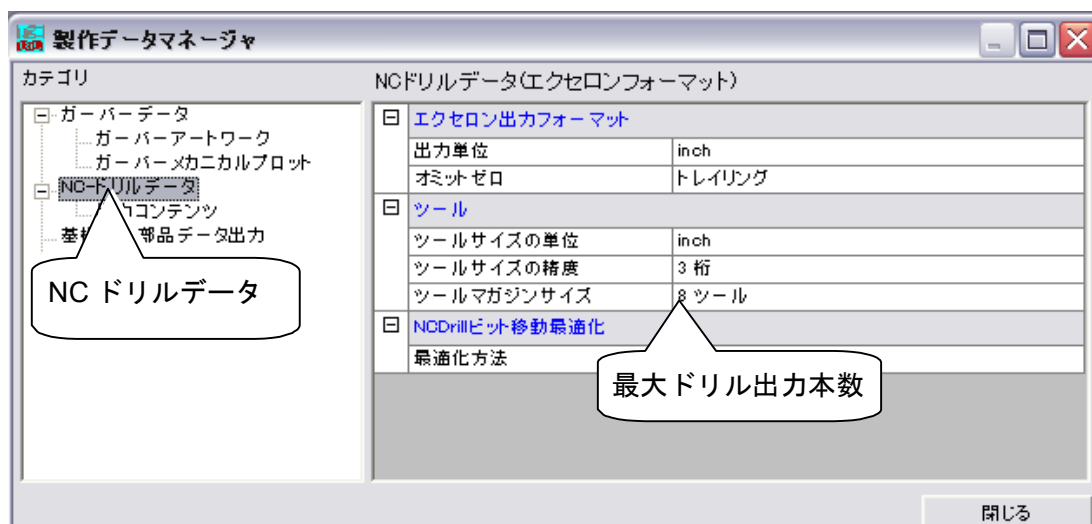 製作データマネージャ
カテゴリ
ガーバーデータ
ガーバーアートワーク
ガーバーメカニカルプロット
NC-ドリルデータ
コンテンツ
部品データ出力
NC ドリルデータ
NCドリルデータ(エクセロンフォーマット)
エクセロン出力フォーマット
出力単位 inch
オミットゼロ トレイリング
ツール
ツールサイズの単位 inch
ツールサイズの精度 3 桁
ツールマガジンサイズ 8 ツール
NCDrillビット移動最適化
最適化方法
最大ドリル出力本数
閉じる